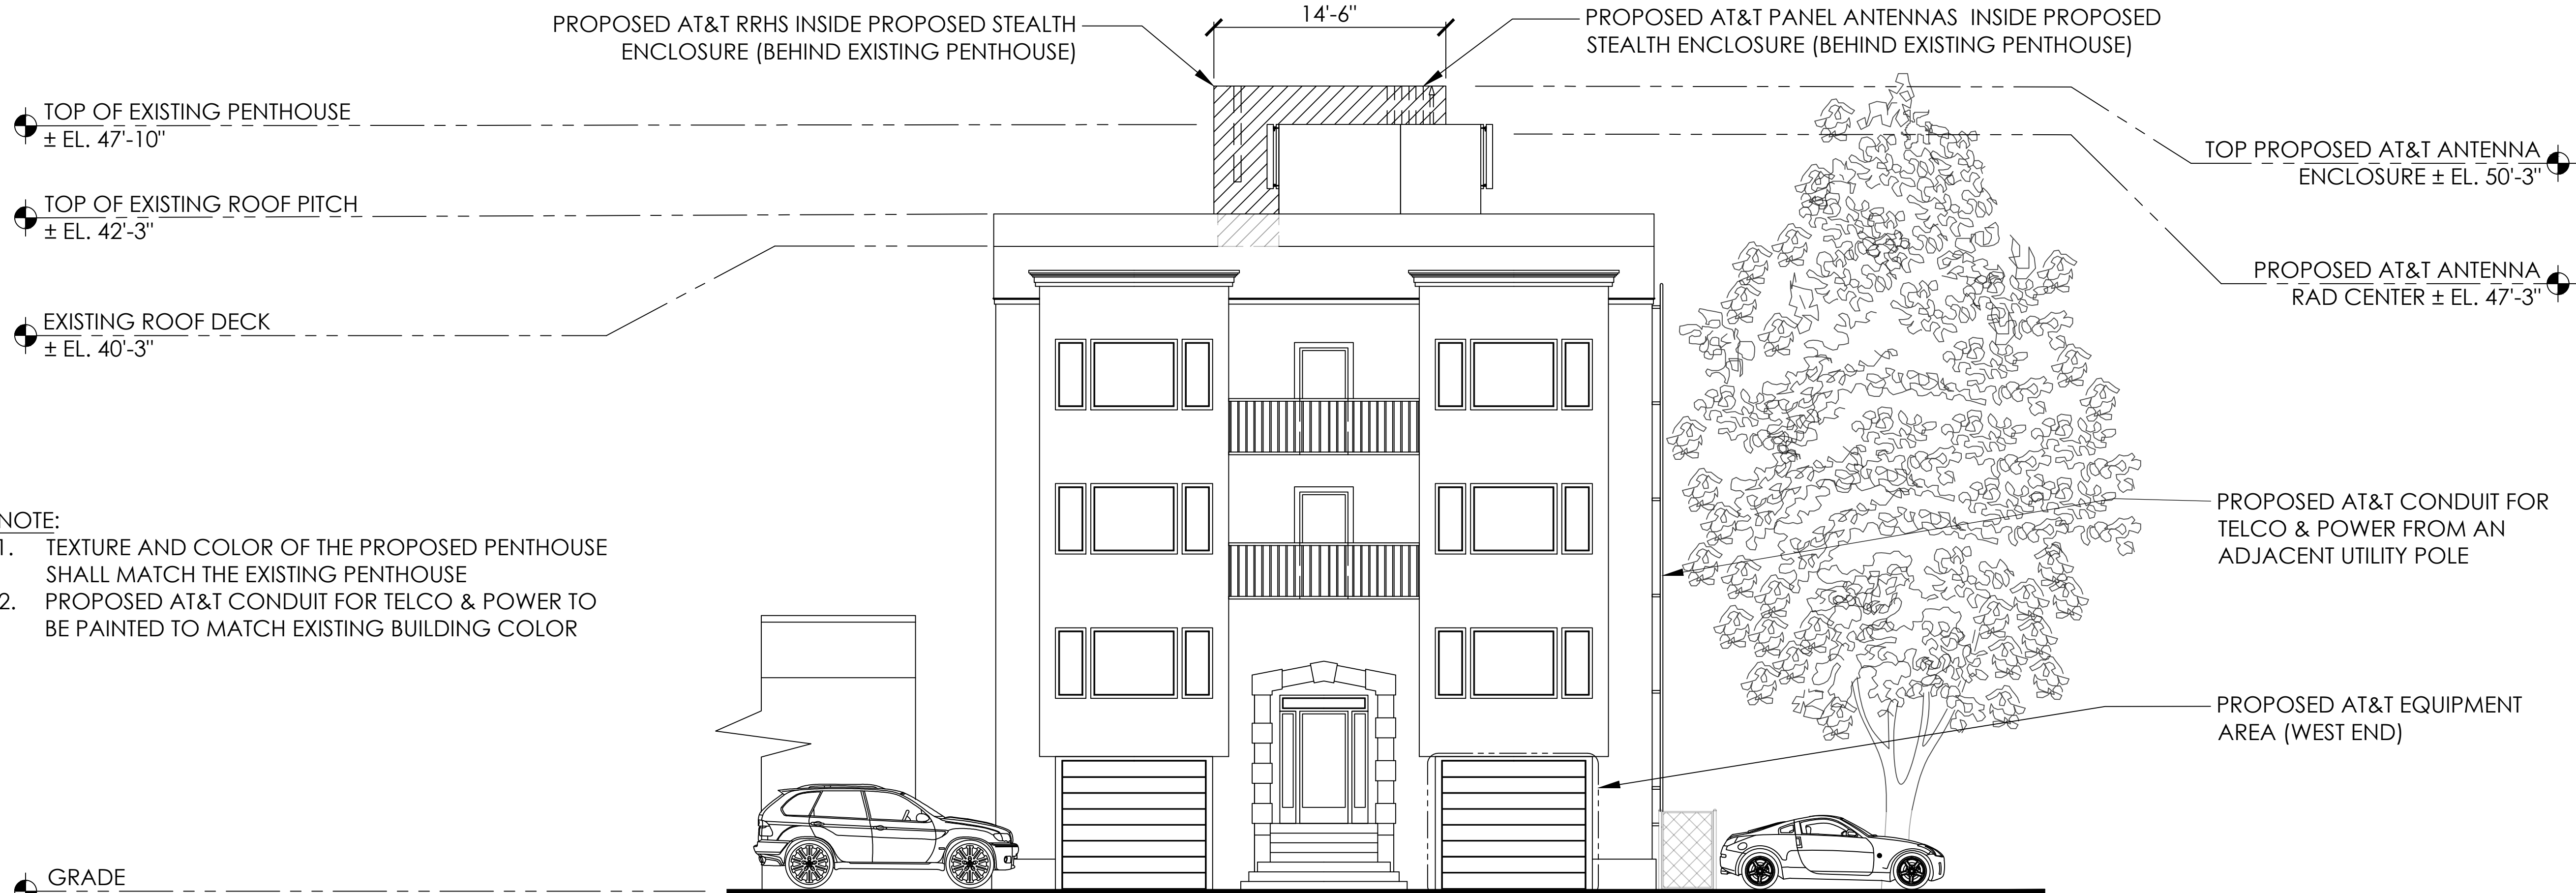 PROPOSED AT&T RRHS INSIDE PROPOSED STEALTH
ENCLOSURE (BEHIND EXISTING PENTHOUSE)
14'-6"
PROPOSED AT&T PANEL ANTENNAS INSIDE PROPOSED
STEALTH ENCLOSURE (BEHIND EXISTING PENTHOUSE)
TOP OF EXISTING PENTHOUSE
± EL. 47'-10"
TOP OF EXISTING ROOF PITCH
± EL. 42'-3"
EXISTING ROOF DECK
± EL. 40'-3"
TOP PROPOSED AT&T ANTENNA
ENCLOSURE ± EL. 50'-3"
PROPOSED AT&T ANTENNA
RAD CENTER ± EL. 47'-3"
NOTE:
1. TEXTURE AND COLOR OF THE PROPOSED PENTHOUSE
SHALL MATCH THE EXISTING PENTHOUSE
2. PROPOSED AT&T CONDUIT FOR TELCO & POWER TO
BE PAINTED TO MATCH EXISTING BUILDING COLOR
PROPOSED AT&T CONDUIT FOR
TELCO & POWER FROM AN
ADJACENT UTILITY POLE
PROPOSED AT&T EQUIPMENT
AREA (WEST END)
GRADE